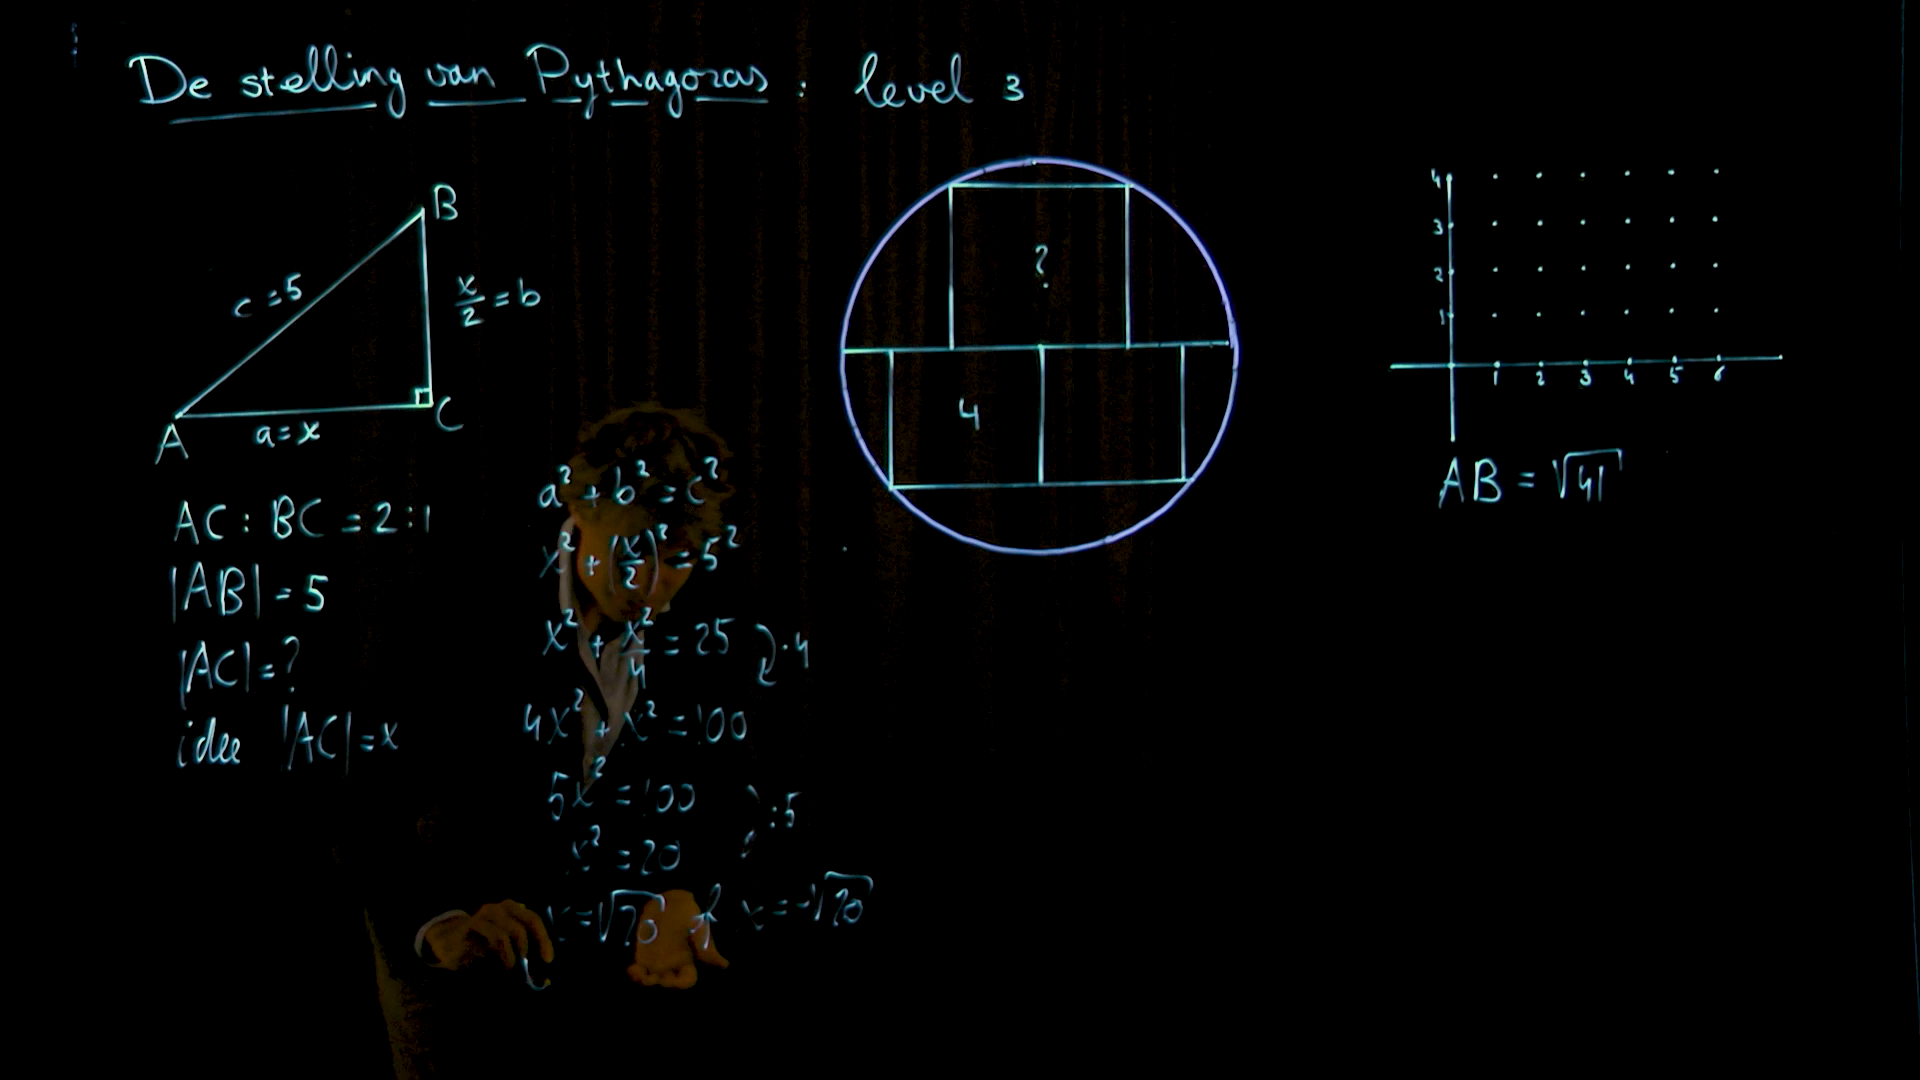 De stelling van Pythagoras : level 3
B
c = 5
x/2 = b
A
a = x
C
AC : BC = 2 : 1
|AB| = 5
|AC| = ?
idee |AC| = x
a² + b² = c²
x² + (x/2)² = 5²
x² + x²/4 = 25 ) · 4
4x² + x² = 100
5x² = 100 ) : 5
x² = 20
x = √20 of x = -√20
?
4
4
3
2
1
1 2 3 4 5 6
AB = √41